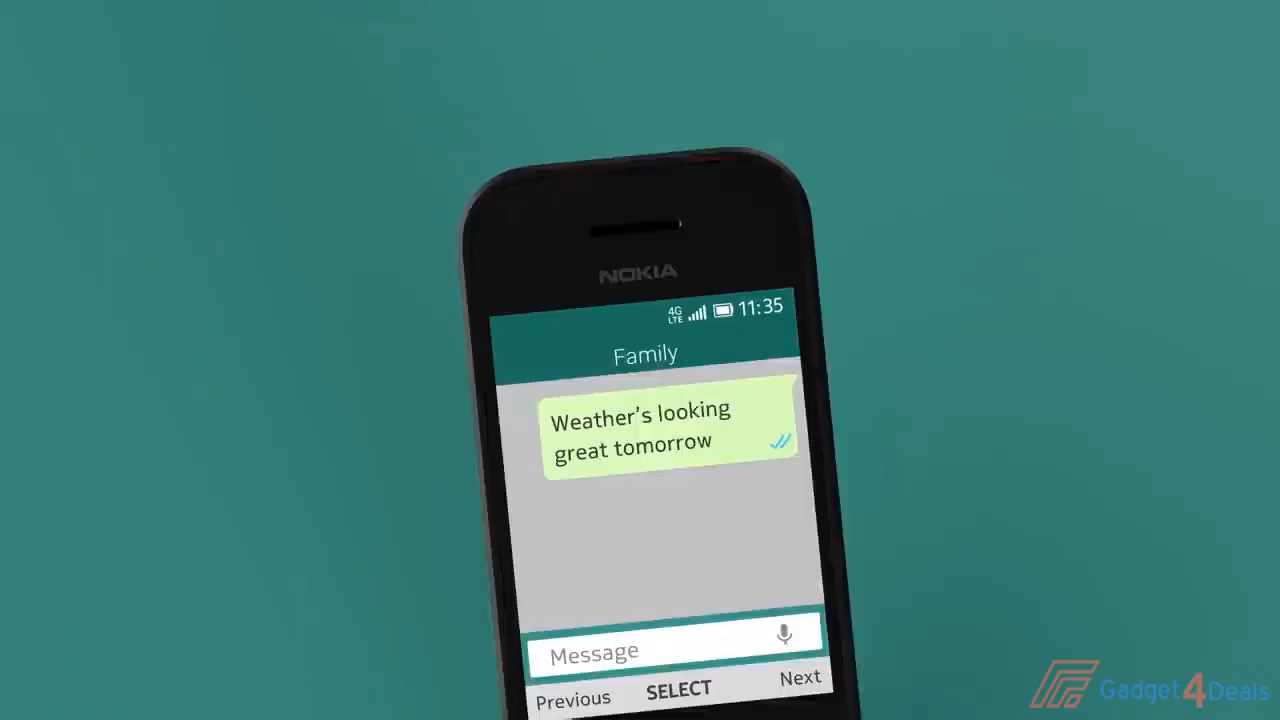 NOKIA
4G
LTE
11:35
Family
Weather's looking
great tomorrow
Message
Previous SELECT Next
Gadget4Deals